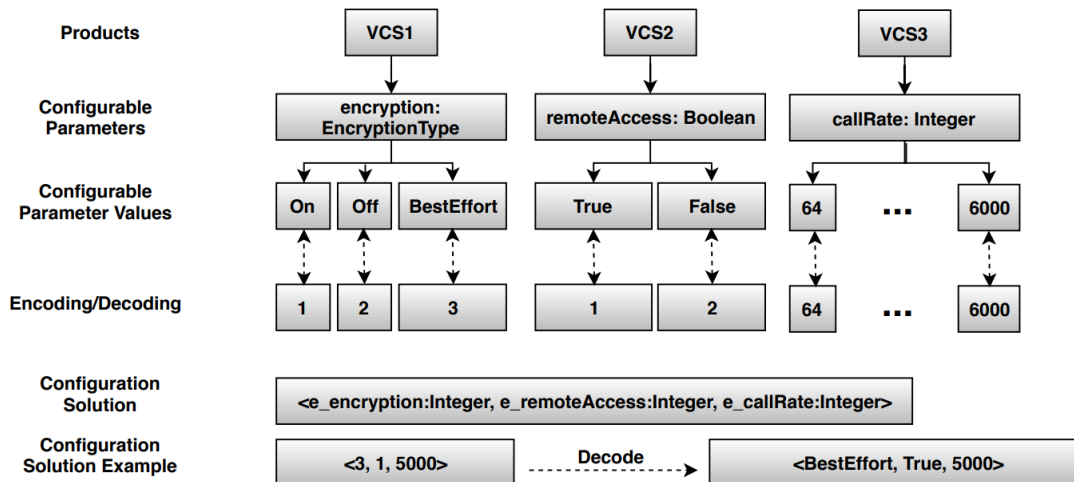 Products
VCS1
VCS2
VCS3
Configurable
Parameters
encryption:
EncryptionType
remoteAccess: Boolean
callRate: Integer
Configurable
Parameter Values
On
Off
BestEffort
True
False
64
...
6000
Encoding/Decoding
1
2
3
1
2
64
...
6000
Configuration
Solution
<e_encryption:Integer, e_remoteAccess:Integer, e_callRate:Integer>
Configuration
Solution Example
<3, 1, 5000>
Decode
<BestEffort, True, 5000>